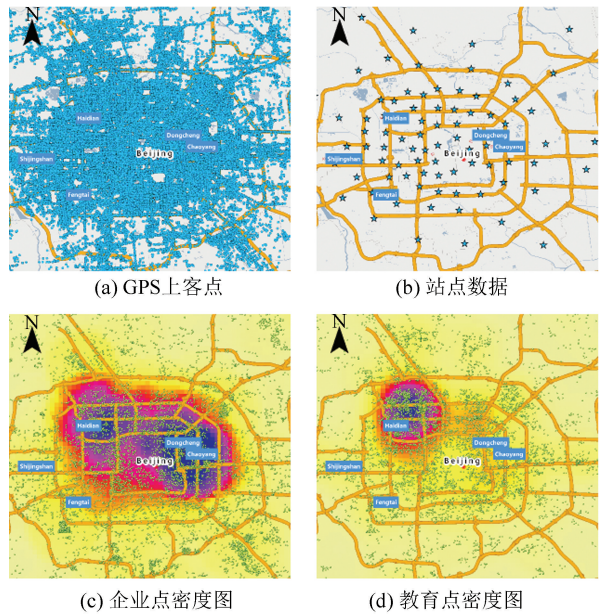 N
N
Haidian
Dongcheng
Beijing
Chaoyang
Shijingshan
Fengtai
Haidian
Dongcheng
Beijing
Chaoyang
Shijingshan
Fengtai
(a) GPS上客点
(b) 站点数据
N
N
Haidian
Dongcheng
Chaoyang
Beijing
Shijingshan
Fengtai
Haidian
Dongcheng
Chaoyang
Beijing
Shijingshan
Fengtai
(c) 企业点密度图
(d) 教育点密度图